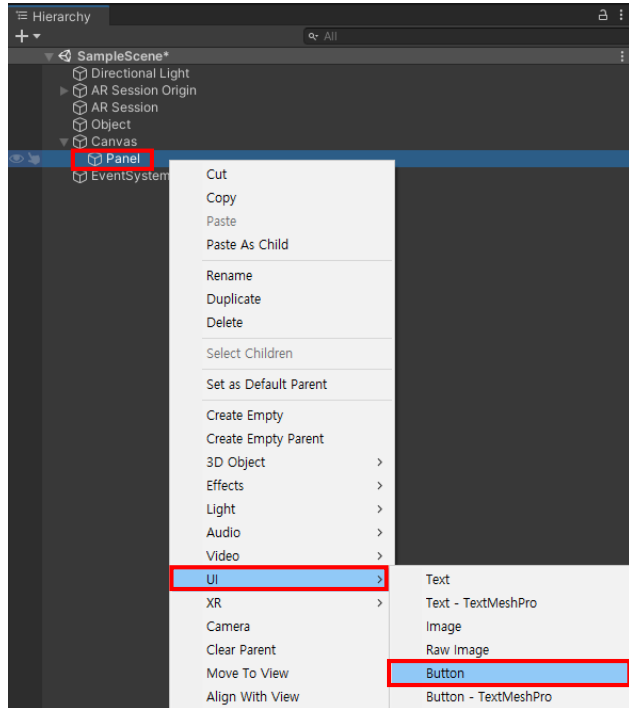 Hierarchy
All
SampleScene*
Directional Light
AR Session Origin
AR Session
Object
Canvas
Panel
EventSystem
Cut
Copy
Paste
Paste As Child
Rename
Duplicate
Delete
Select Children
Set as Default Parent
Create Empty
Create Empty Parent
3D Object
Effects
Light
Audio
Video
UI
XR
Camera
Clear Parent
Move To View
Align With View
Text
Text - TextMeshPro
Image
Raw Image
Button
Button - TextMeshPro